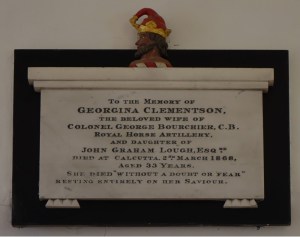 To the Memory of
Georgina Clementson,
the beloved wife of
Colonel George Bourchier, C.B.
Royal Horse Artillery,
and daughter of
John Graham Lough, Esqre.
Died at Calcutta, 2nd March 1868,
Aged 33 Years.
She died "without a doubt or fear"
resting entirely on her Saviour.